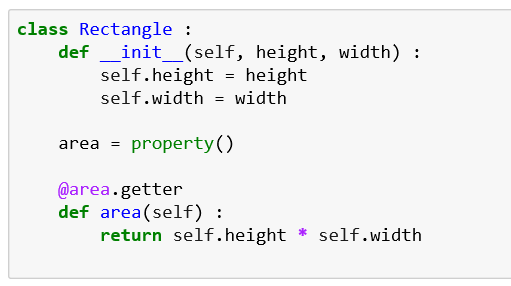 class Rectangle :
    def __init__(self, height, width) :
        self.height = height
        self.width = width
    area = property()
    @area.getter
    def area(self) :
        return self.height * self.width